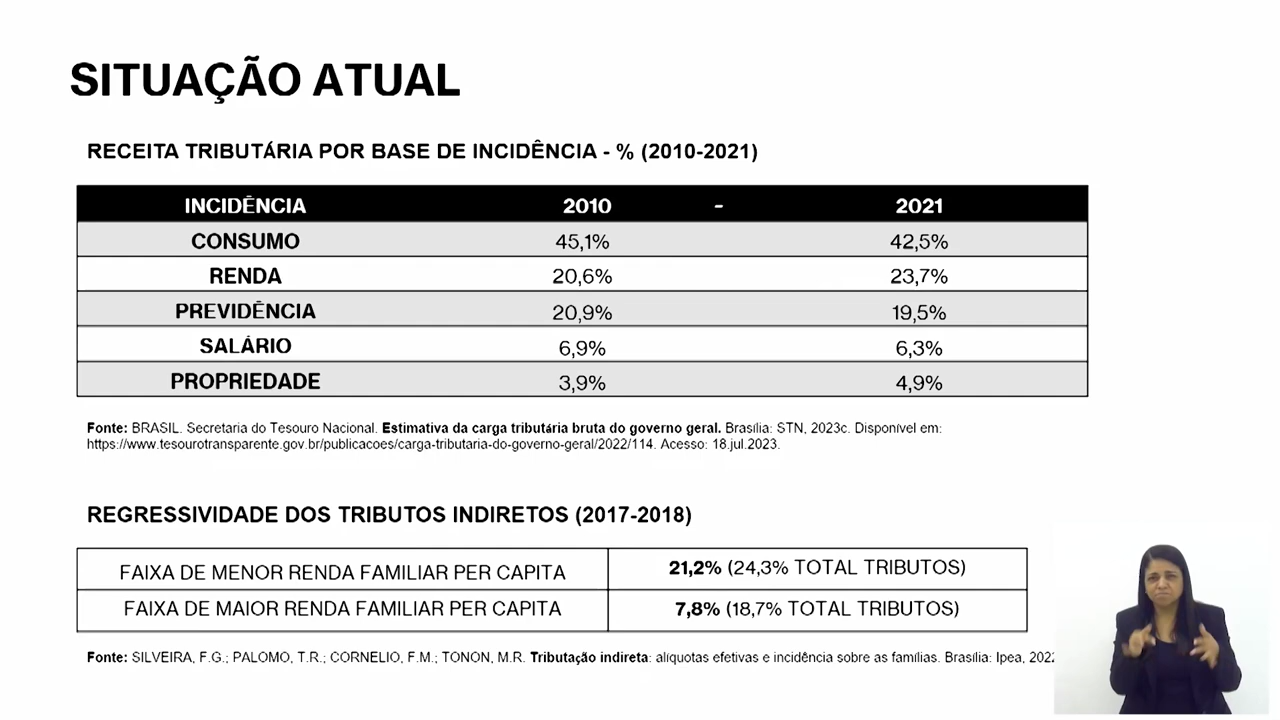 SITUAÇÃO ATUAL
RECEITA TRIBUTÁRIA POR BASE DE INCIDÊNCIA - % (2010-2021)
INCIDÊNCIA 2010 - 2021
CONSUMO 45,1% 42,5%
RENDA 20,6% 23,7%
PREVIDÊNCIA 20,9% 19,5%
SALÁRIO 6,9% 6,3%
PROPRIEDADE 3,9% 4,9%
Fonte: BRASIL. Secretaria do Tesouro Nacional. Estimativa da carga tributária bruta do governo geral. Brasília: STN, 2023c. Disponível em:
https://www.tesourotransparente.gov.br/publicacoes/carga-tributaria-do-governo-geral/2022/114. Acesso: 18.jul.2023.
REGRESSIVIDADE DOS TRIBUTOS INDIRETOS (2017-2018)
FAIXA DE MENOR RENDA FAMILIAR PER CAPITA 21,2% (24,3% TOTAL TRIBUTOS)
FAIXA DE MAIOR RENDA FAMILIAR PER CAPITA 7,8% (18,7% TOTAL TRIBUTOS)
Fonte: SILVEIRA, F.G.; PALOMO, T.R.; CORNELIO, F.M.; TONON, M.R. Tributação indireta: alíquotas efetivas e incidência sobre as famílias. Brasília: Ipea, 2022